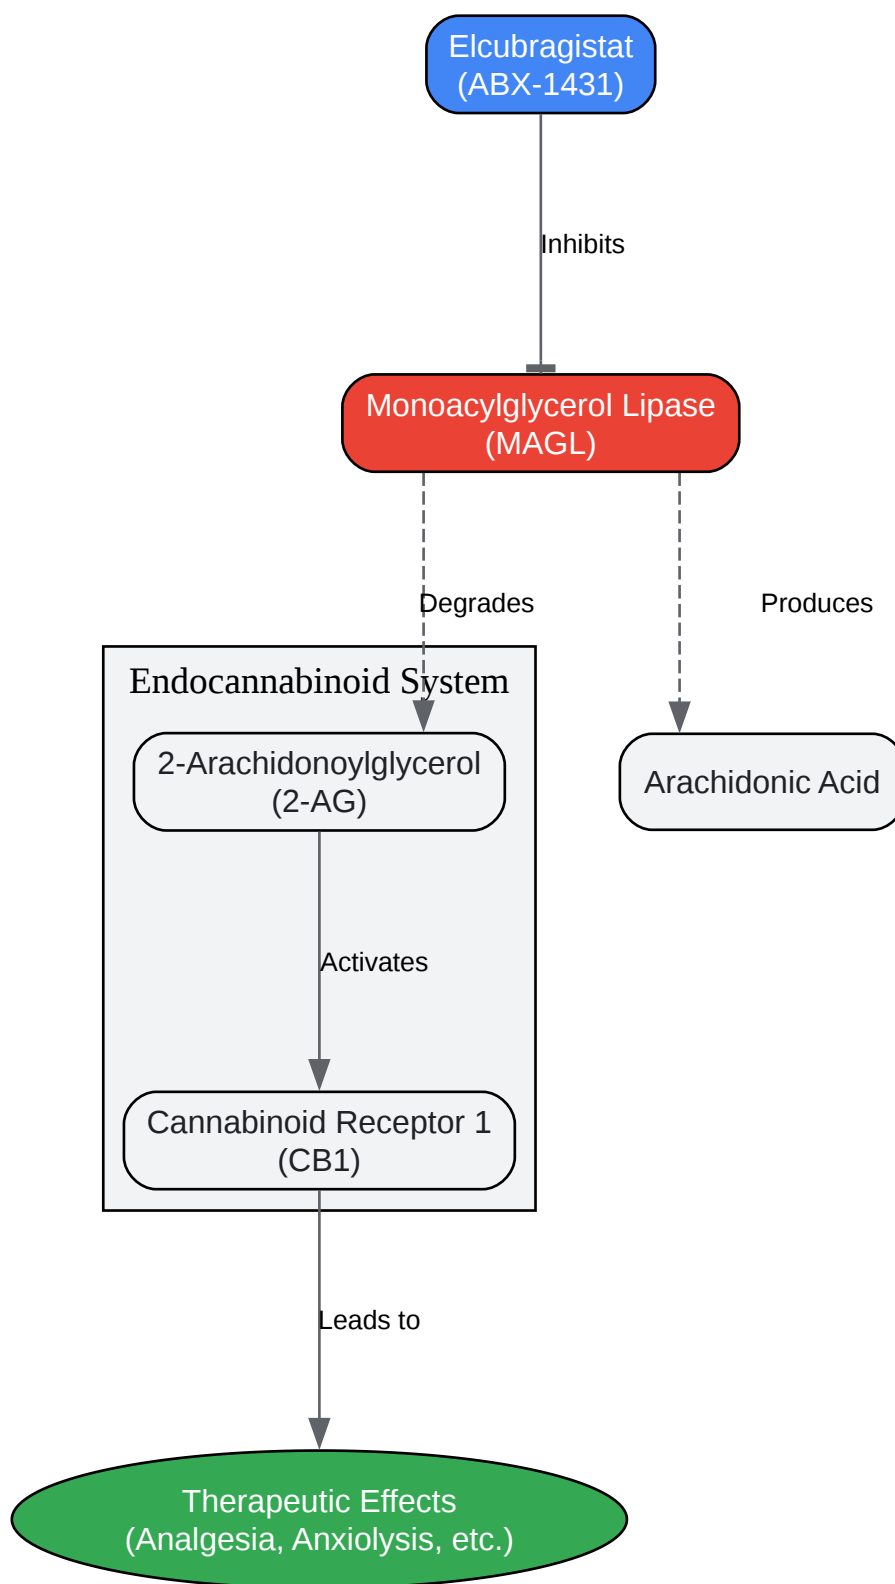 Elcubragistat
(ABX-1431)
Inhibits
Monoacylglycerol Lipase
(MAGL)
Degrades
Produces
Endocannabinoid System
2-Arachidonoylglycerol
(2-AG)
Arachidonic Acid
Activates
Cannabinoid Receptor 1
(CB1)
Leads to
Therapeutic Effects
(Analgesia, Anxiolysis, etc.)